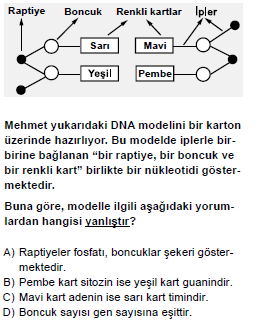 Raptiye Boncuk Renkli kartlar İpler
Sarı Mavi
Yeşil Pembe
Mehmet yukarıdaki DNA modelini bir karton
üzerinde hazırlıyor. Bu modelde iplerle bir-
birine bağlanan “bir raptiye, bir boncuk ve
bir renkli kart” birlikte bir nükleotidi göster-
mektedir.
Buna göre, modelle ilgili aşağıdaki yorum-
lardan hangisi yanlıştır?
A) Raptiyeler fosfatı, boncuklar şekeri göster-
mektedir.
B) Pembe kart sitozin ise yeşil kart guanindir.
C) Mavi kart adenin ise sarı kart timindir.
D) Boncuk sayısı gen sayısına eşittir.